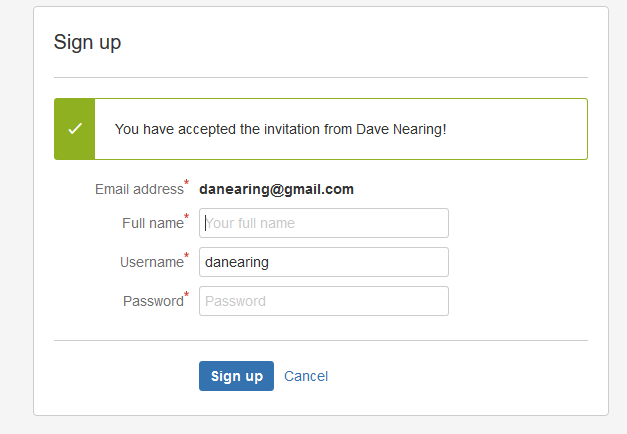 Sign up
You have accepted the invitation from Dave Nearing!
Email address* danearing@gmail.com
Full name* Your full name
Username* danearing
Password* Password
Sign up Cancel